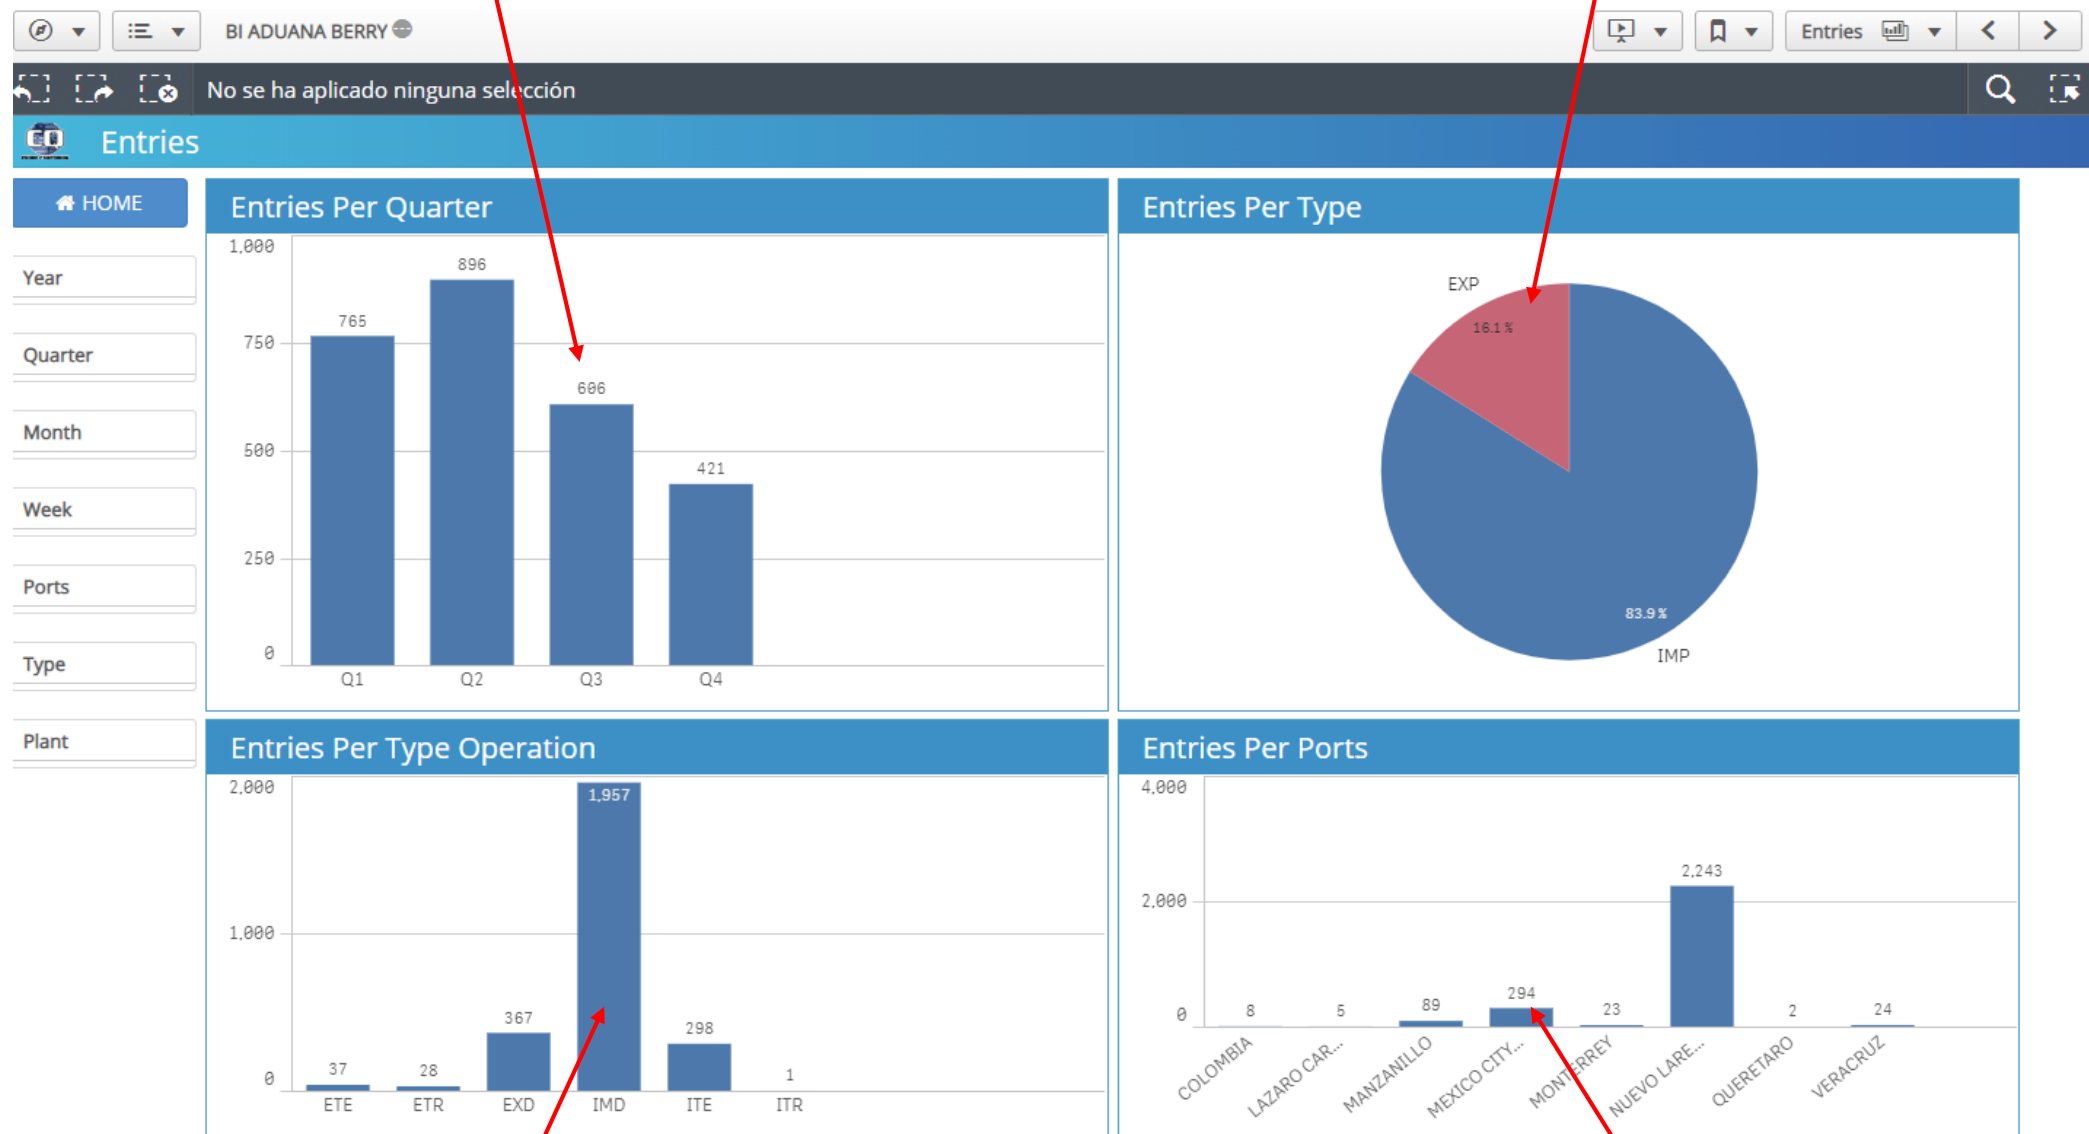 BI ADUANA BERRY
Entries
No se ha aplicado ninguna selección
Entries
HOME
Year
Quarter
Month
Week
Ports
Type
Plant
Entries Per Quarter
1,000
750
500
250
0
765
896
606
421
Q1 Q2 Q3 Q4
Entries Per Type
EXP
16.1 %
83.9 %
IMP
Entries Per Type Operation
2,000
1,000
0
37
28
367
1,957
298
1
ETE ETR EXD IMD ITE ITR
Entries Per Ports
4,000
2,000
0
8
5
89
294
23
2,243
2
24
COLOMBIA
LAZARO CAR...
MANZANILLO
MEXICO CITY...
MONTERREY
NUEVO LARE...
QUERETARO
VERACRUZ